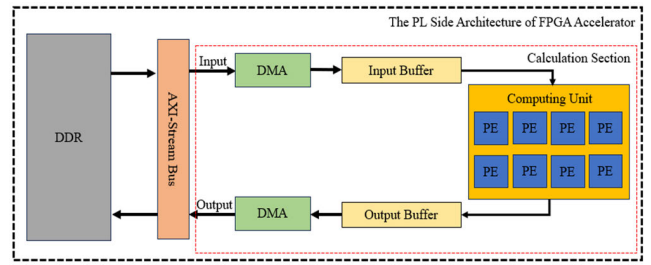 The PL Side Architecture of FPGA Accelerator
Calculation Section
DDR
AXI-Stream Bus
Input
DMA
Input Buffer
Computing Unit
PE PE PE PE
PE PE PE PE
Output
DMA
Output Buffer